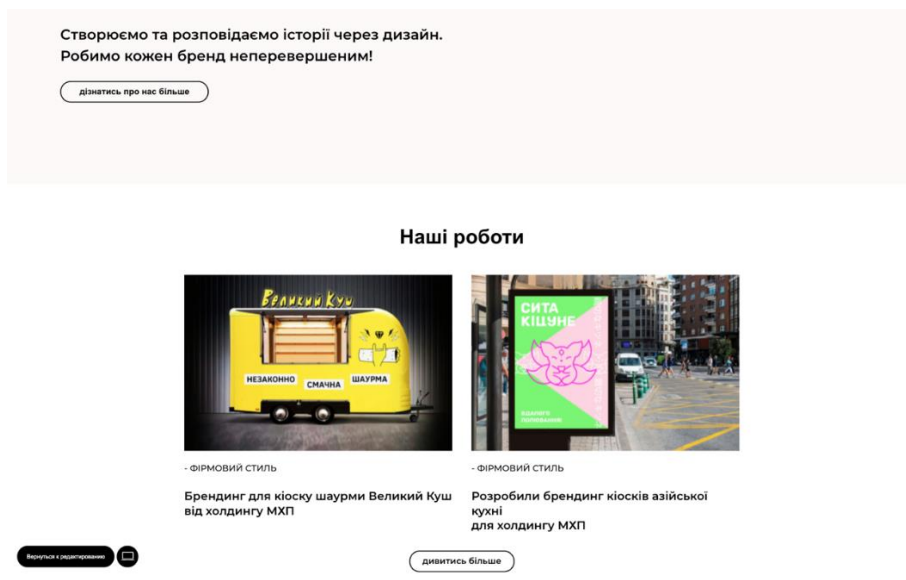 Створюємо та розповідаємо історії через дизайн.
Робимо кожен бренд неперевершеним!
дізнатись про нас більше
Наші роботи
Великий Куш
НЕЗАКОННО
СМАЧНА
ШАУРМА
СИТА
КІЦУНЕ
ВДАЛОГО
ПОЛЮВАННЯ!
- ФІРМОВИЙ СТИЛЬ
- ФІРМОВИЙ СТИЛЬ
Брендинг для кіоску шаурми Великий Куш
від холдингу МХП
Розробили брендинг кіосків азійської
кухні
для холдингу МХП
Вернуться к редактированию
дивитись більше